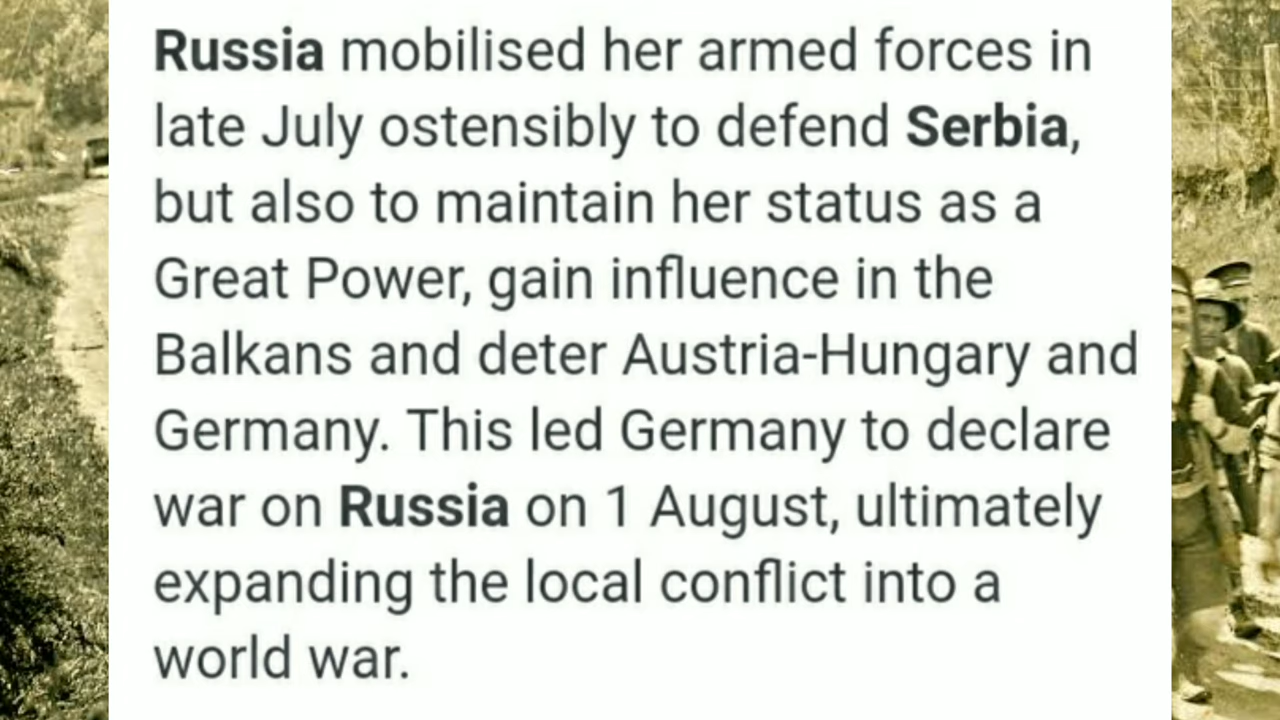 Russia mobilised her armed forces in
late July ostensibly to defend Serbia,
but also to maintain her status as a
Great Power, gain influence in the
Balkans and deter Austria-Hungary and
Germany. This led Germany to declare
war on Russia on 1 August, ultimately
expanding the local conflict into a
world war.